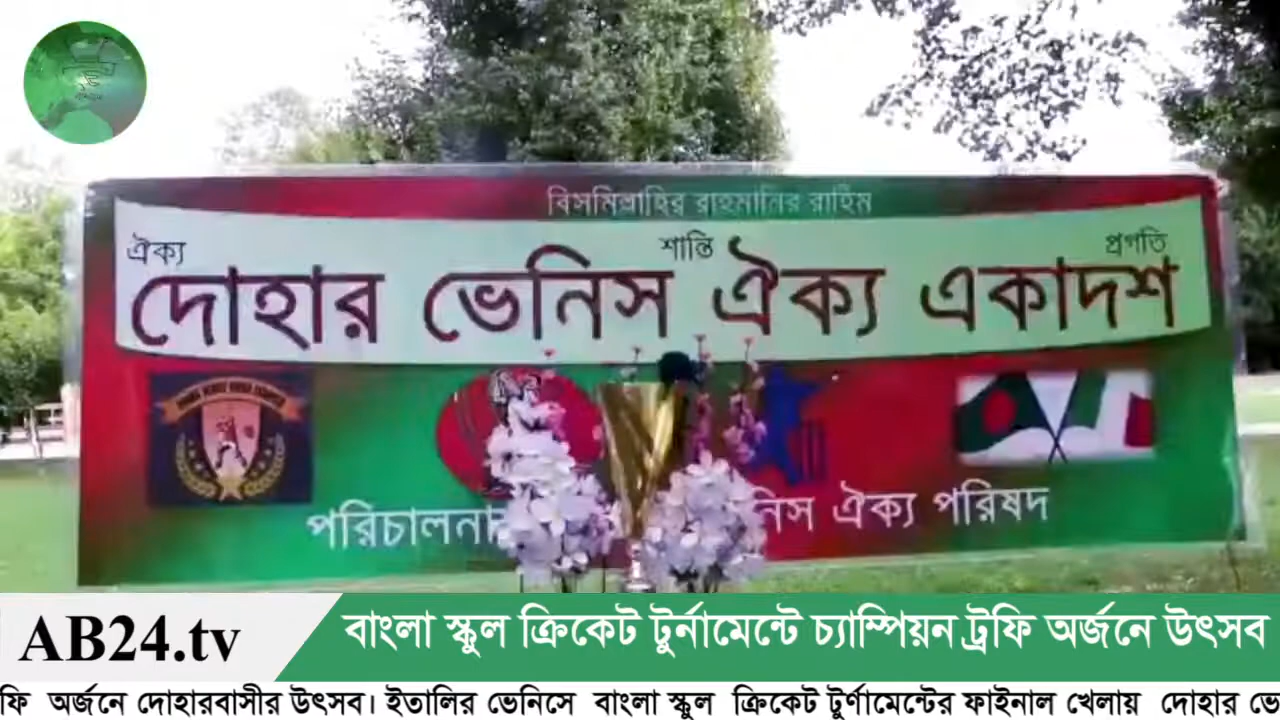 বিসমিল্লাহির রাহমানির রাহিম
ঐক্য শান্তি প্রগতি
দোহার ভেনিস ঐক্য একাদশ
পরিচালনা নিস ঐক্য পরিষদ
AB24.tv
বাংলা স্কুল ক্রিকেট টুর্নামেন্টে চ্যাম্পিয়ন ট্রফি অর্জনে উৎসব
ফি অর্জনে দোহারবাসীর উৎসব। ইতালির ভেনিসে বাংলা স্কুল ক্রিকেট টুর্ণামেন্টের ফাইনাল খেলায় দোহার ভে